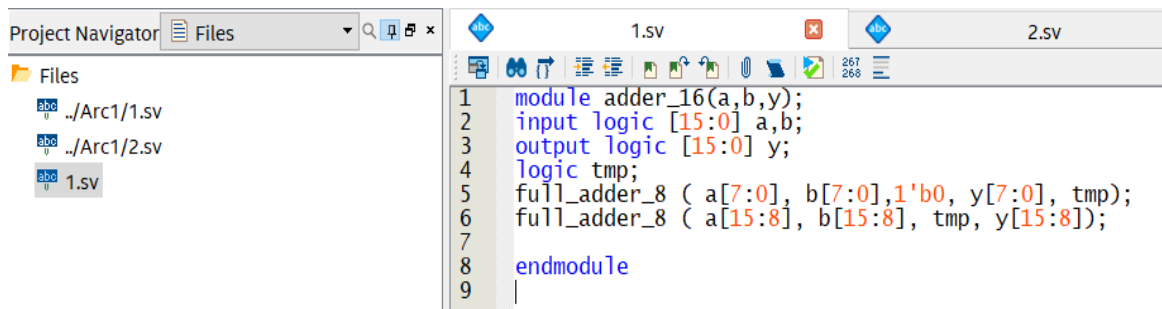 Project Navigator Files
Files
../Arc1/1.sv
../Arc1/2.sv
1.sv
1.sv 2.sv
267
268
1 module adder_16(a,b,y);
2 input logic [15:0] a,b;
3 output logic [15:0] y;
4 logic tmp;
5 full_adder_8 ( a[7:0], b[7:0],1'b0, y[7:0], tmp);
6 full_adder_8 ( a[15:8], b[15:8], tmp, y[15:8]);
7
8 endmodule
9